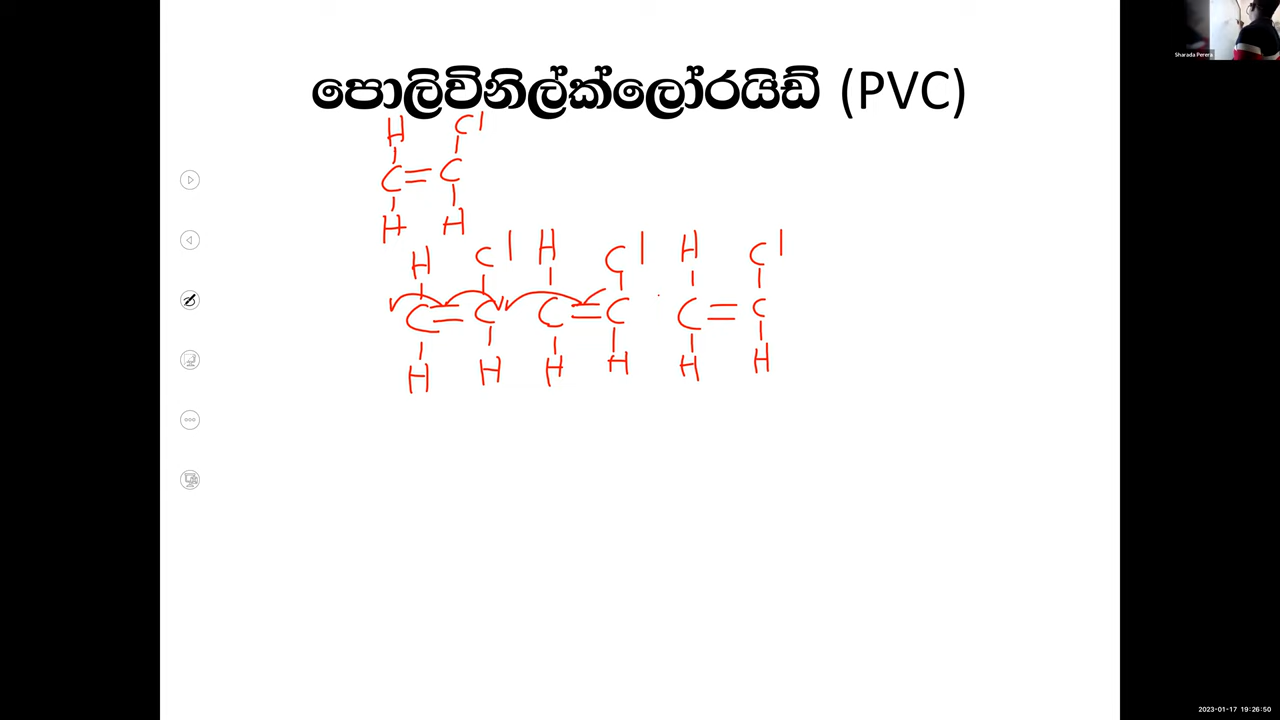 පොලිවිනිල්ක්ලෝරයිඩ් (PVC)
H Cl
C = C
H H
H Cl H Cl H Cl
C = C C = C C = C
H H H H H H
Sharada Perera
2023-01-17 19:26:50